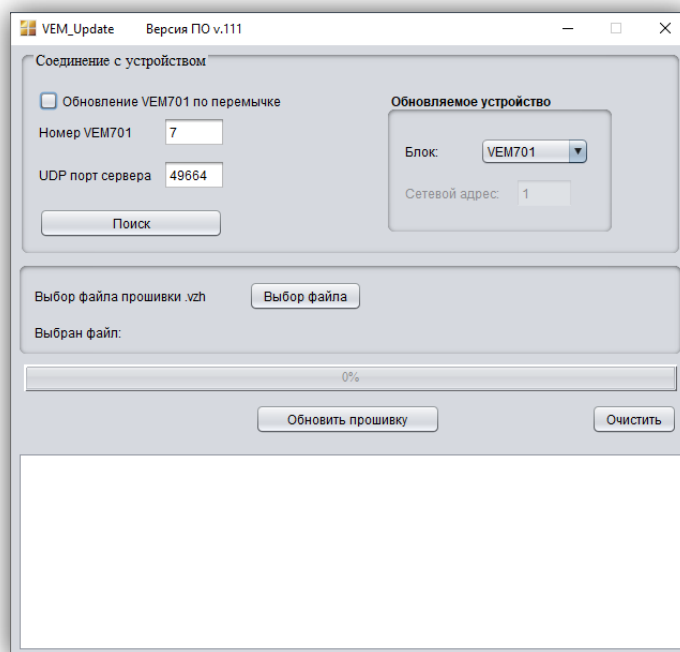 VEM_Update Версия ПО v.111
Соединение с устройством
Обновление VEM701 по перемычке
Номер VEM701 7
UDP порт сервера 49664
Поиск
Обновляемое устройство
Блок: VEM701
Сетевой адрес: 1
Выбор файла прошивки .vzh Выбор файла
Выбран файл:
0%
Обновить прошивку Очистить